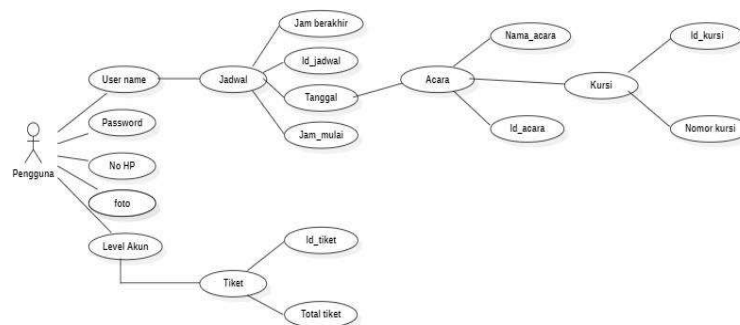 Jam berakhir
Nama_acara
Id_kursi
Id_jadwal
User name
Jadwal
Acara
Kursi
Tanggal
Password
Jam_mulai
Id_acara
Nomor kursi
No HP
Pengguna
foto
Level Akun
Id_tiket
Tiket
Total tiket